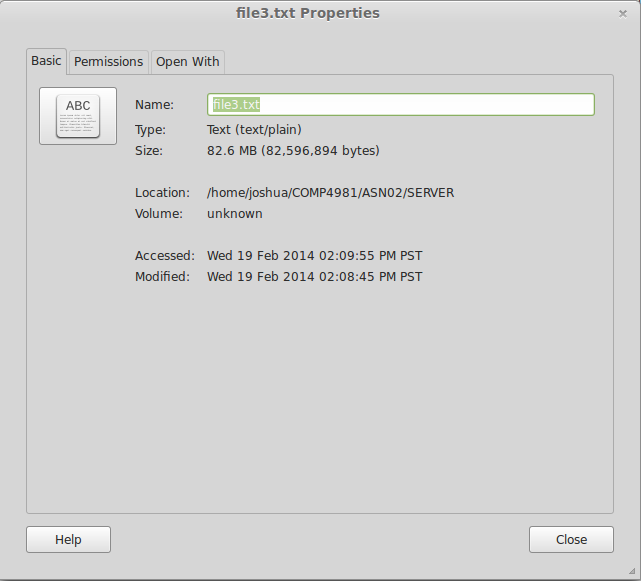 file3.txt Properties
Basic Permissions Open With
ABC
Name: file3.txt
Type: Text (text/plain)
Size: 82.6 MB (82,596,894 bytes)
Location: /home/joshua/COMP4981/ASN02/SERVER
Volume: unknown
Accessed: Wed 19 Feb 2014 02:09:55 PM PST
Modified: Wed 19 Feb 2014 02:08:45 PM PST
Help Close